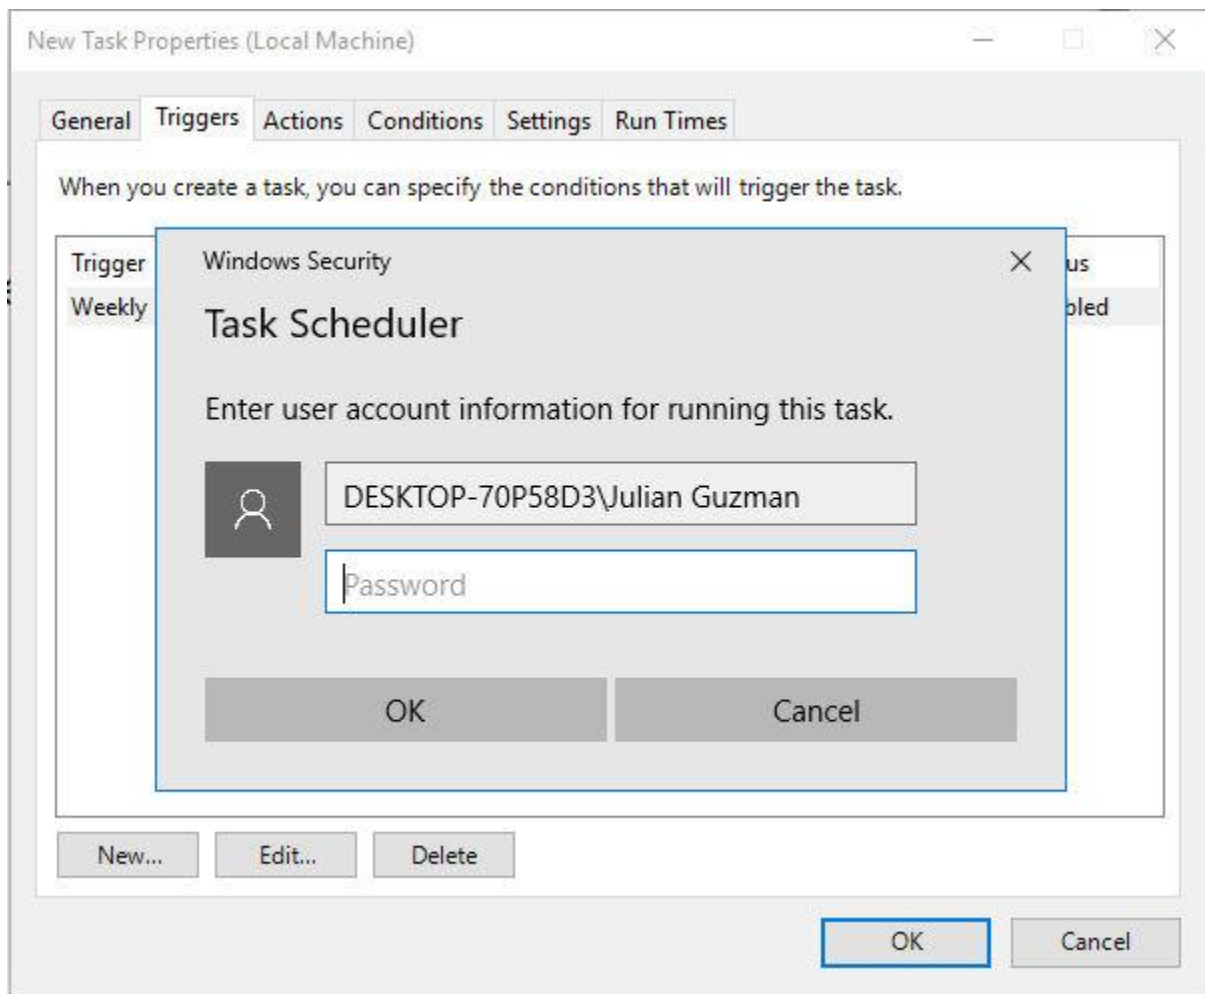 New Task Properties (Local Machine)
General Triggers Actions Conditions Settings Run Times
When you create a task, you can specify the conditions that will trigger the task.
Trigger
Weekly
Windows Security
Task Scheduler
Enter user account information for running this task.
DESKTOP-70P58D3\Julian Guzman
Password
OK Cancel
us
bled
New... Edit... Delete
OK Cancel